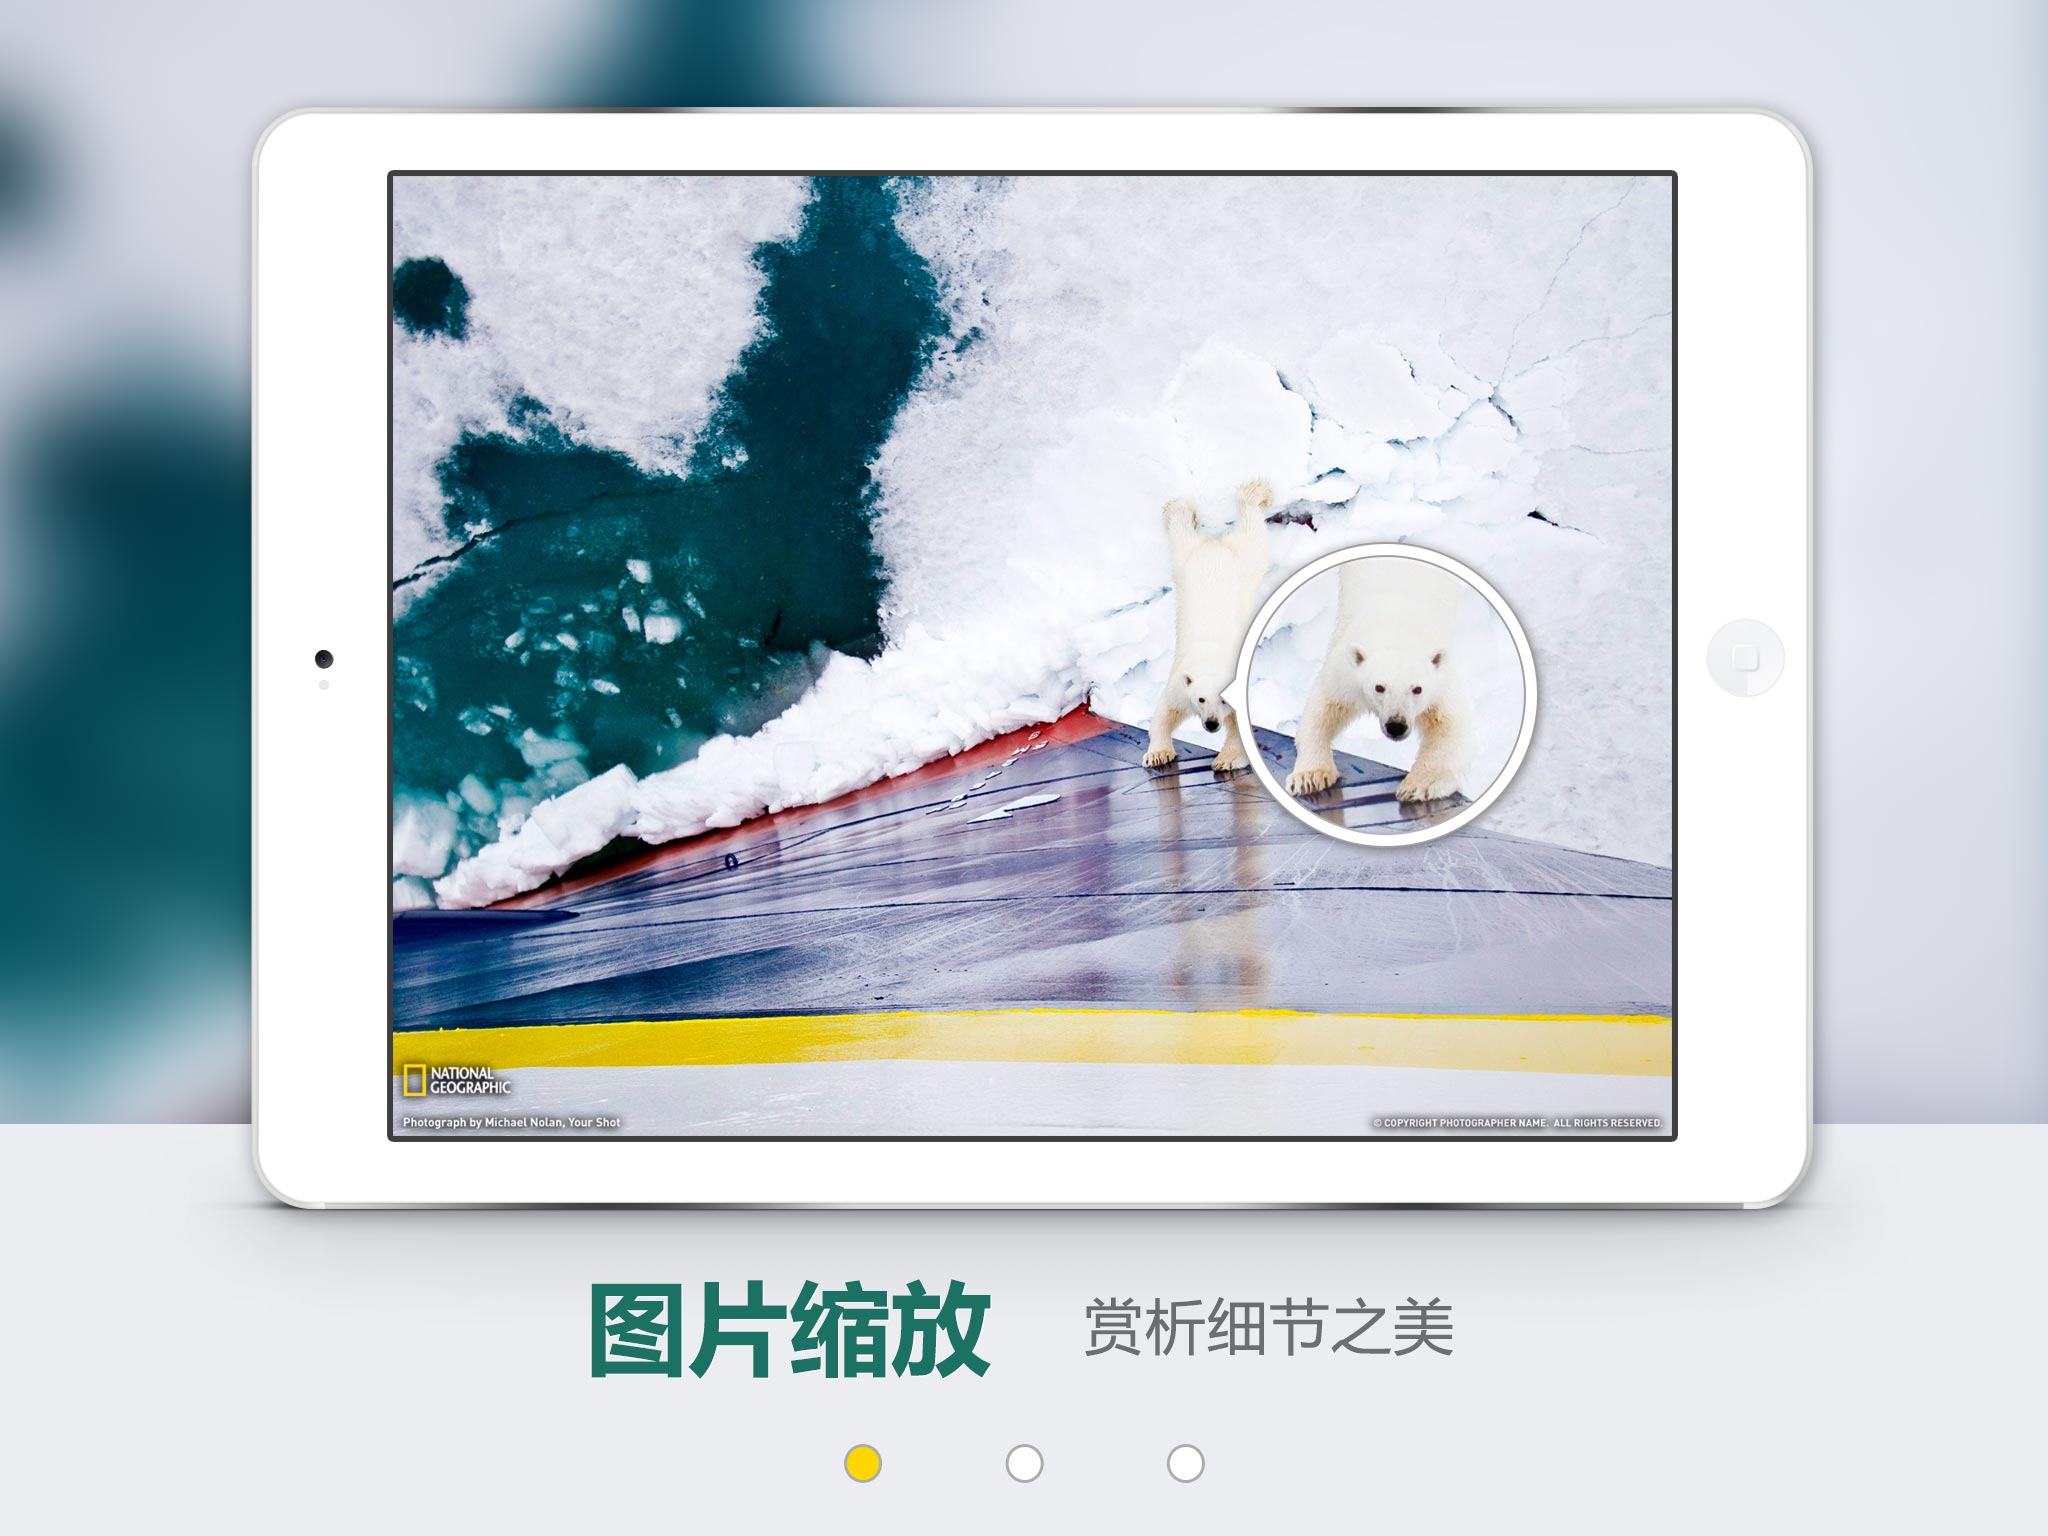 NATIONAL
GEOGRAPHIC
Photograph by Michael Nolan, Your Shot
© COPYRIGHT PHOTOGRAPHER NAME. ALL RIGHTS RESERVED.
图片缩放 赏析细节之美